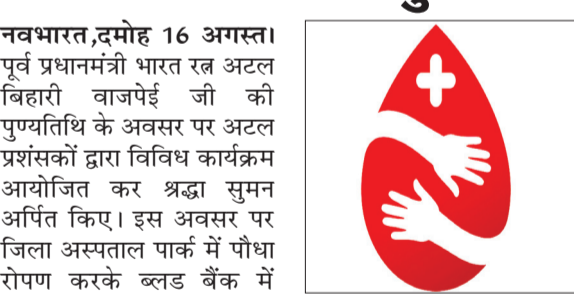 नवभारत,दमोह 16 अगस्त।
पूर्व प्रधानमंत्री भारत रत्न अटल
बिहारी वाजपेई जी की
पुण्यतिथि के अवसर पर अटल
प्रशंसकों द्वारा विविध कार्यक्रम
आयोजित कर श्रद्धा सुमन
अर्पित किए। इस अवसर पर
जिला अस्पताल पार्क में पौधा
रोपण करके ब्लड बैंक में